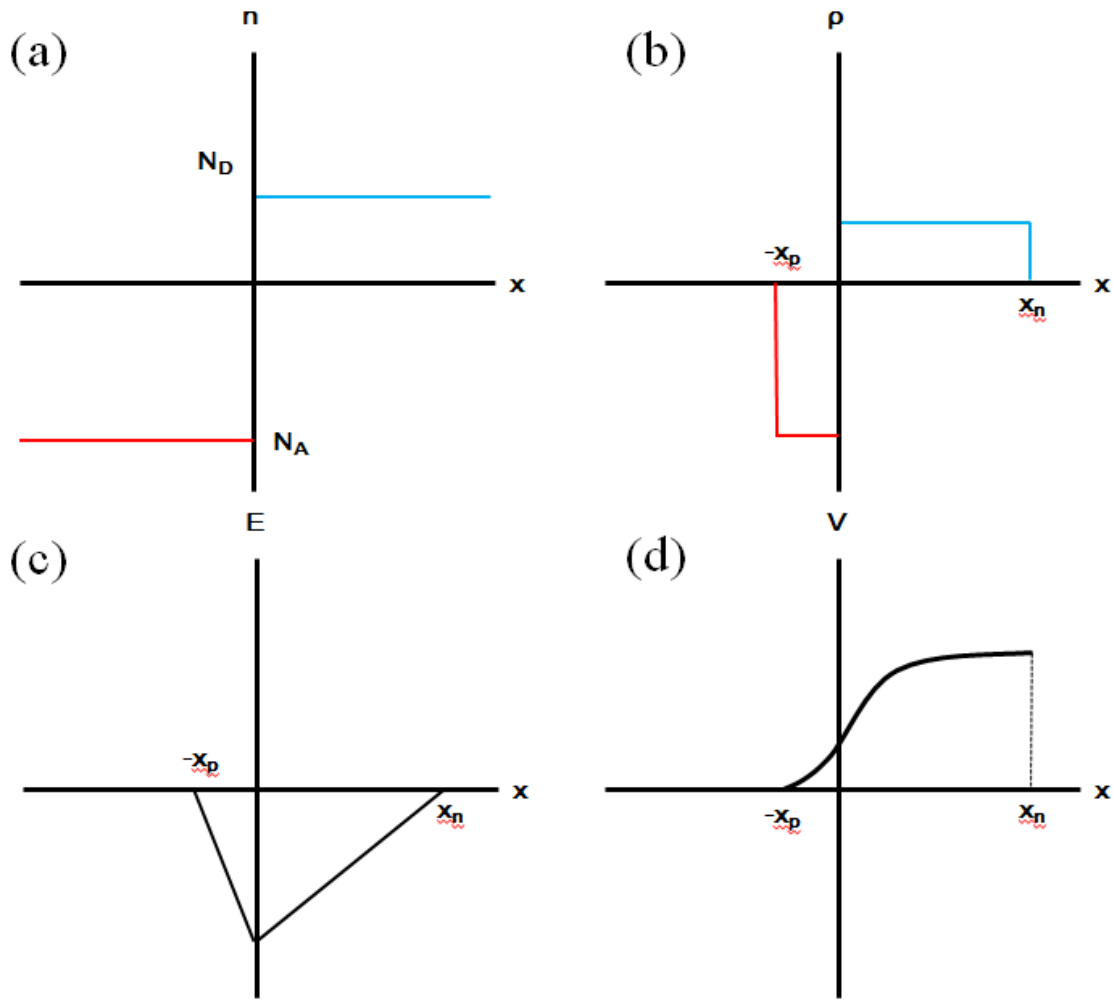 (a)
n
N_D
x
N_A
(b)
ρ
-x_p
x
x_n
(c)
E
-x_p
x
x_n
(d)
V
x
-x_p
x_n